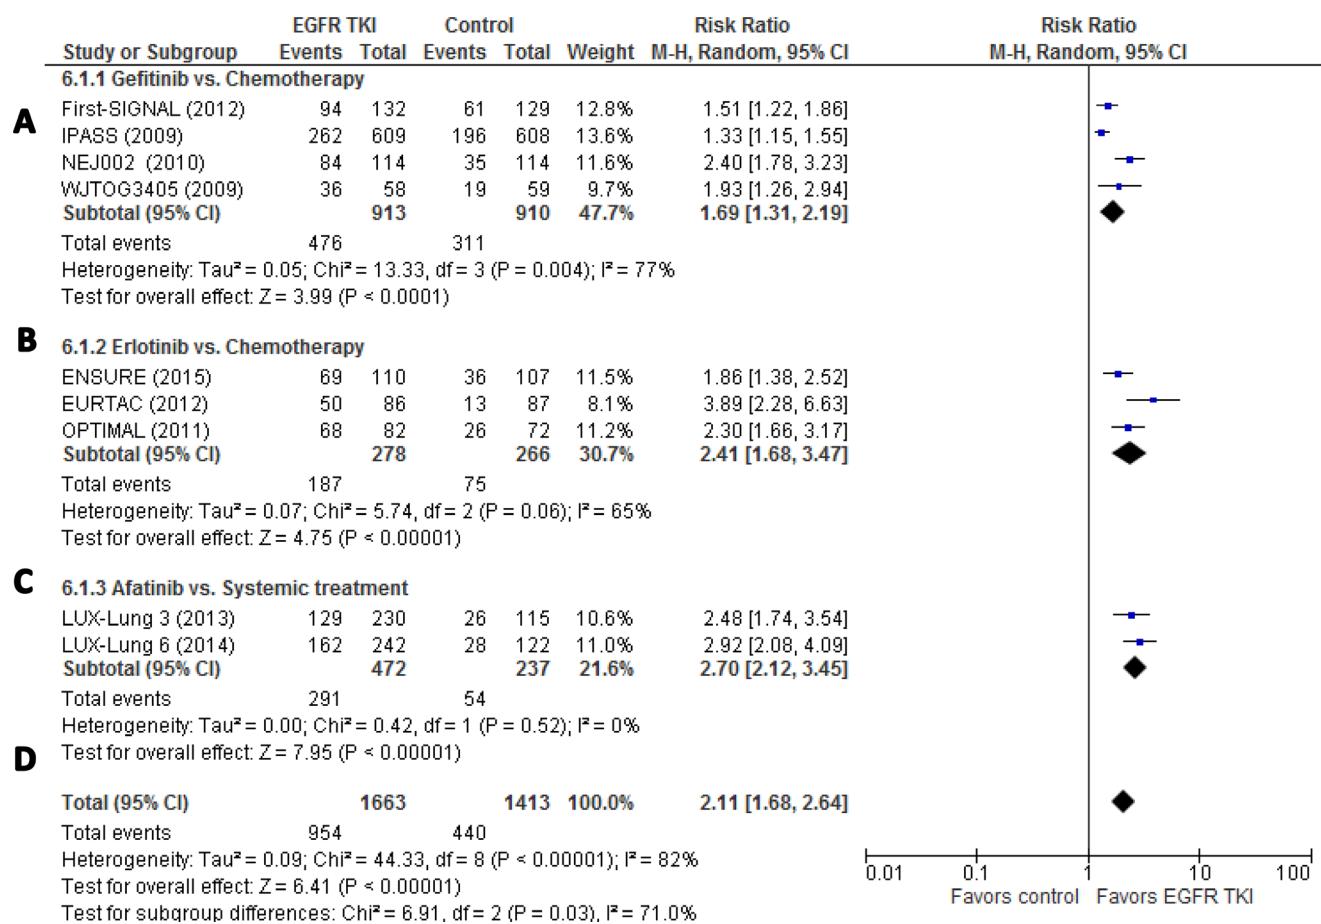 EGFR TKI Control Risk Ratio Risk Ratio
Study or Subgroup Events Total Events Total Weight M-H, Random, 95% CI M-H, Random, 95% CI
6.1.1 Gefitinib vs. Chemotherapy
A
First-SIGNAL (2012) 94 132 61 129 12.8% 1.51 [1.22, 1.86]
IPASS (2009) 262 609 196 608 13.6% 1.33 [1.15, 1.55]
NEJ002 (2010) 84 114 35 114 11.6% 2.40 [1.78, 3.23]
WJTOG3405 (2009) 36 58 19 59 9.7% 1.93 [1.26, 2.94]
Subtotal (95% CI) 913 910 47.7% 1.69 [1.31, 2.19]
Total events 476 311
Heterogeneity: Tau² = 0.05; Chi² = 13.33, df = 3 (P = 0.004); I² = 77%
Test for overall effect: Z = 3.99 (P < 0.0001)
B
6.1.2 Erlotinib vs. Chemotherapy
ENSURE (2015) 69 110 36 107 11.5% 1.86 [1.38, 2.52]
EURTAC (2012) 50 86 13 87 8.1% 3.89 [2.28, 6.63]
OPTIMAL (2011) 68 82 26 72 11.2% 2.30 [1.66, 3.17]
Subtotal (95% CI) 278 266 30.7% 2.41 [1.68, 3.47]
Total events 187 75
Heterogeneity: Tau² = 0.07; Chi² = 5.74, df = 2 (P = 0.06); I² = 65%
Test for overall effect: Z = 4.75 (P < 0.00001)
C
6.1.3 Afatinib vs. Systemic treatment
LUX-Lung 3 (2013) 129 230 26 115 10.6% 2.48 [1.74, 3.54]
LUX-Lung 6 (2014) 162 242 28 122 11.0% 2.92 [2.08, 4.09]
Subtotal (95% CI) 472 237 21.6% 2.70 [2.12, 3.45]
Total events 291 54
Heterogeneity: Tau² = 0.00; Chi² = 0.42, df = 1 (P = 0.52); I² = 0%
Test for overall effect: Z = 7.95 (P < 0.00001)
D
Total (95% CI) 1663 1413 100.0% 2.11 [1.68, 2.64]
Total events 954 440
Heterogeneity: Tau² = 0.09; Chi² = 44.33, df = 8 (P < 0.00001); I² = 82%
Test for overall effect: Z = 6.41 (P < 0.00001)
Test for subgroup differences: Chi² = 6.91, df = 2 (P = 0.03), I² = 71.0%
0.01 0.1 1 10 100
Favors control Favors EGFR TKI